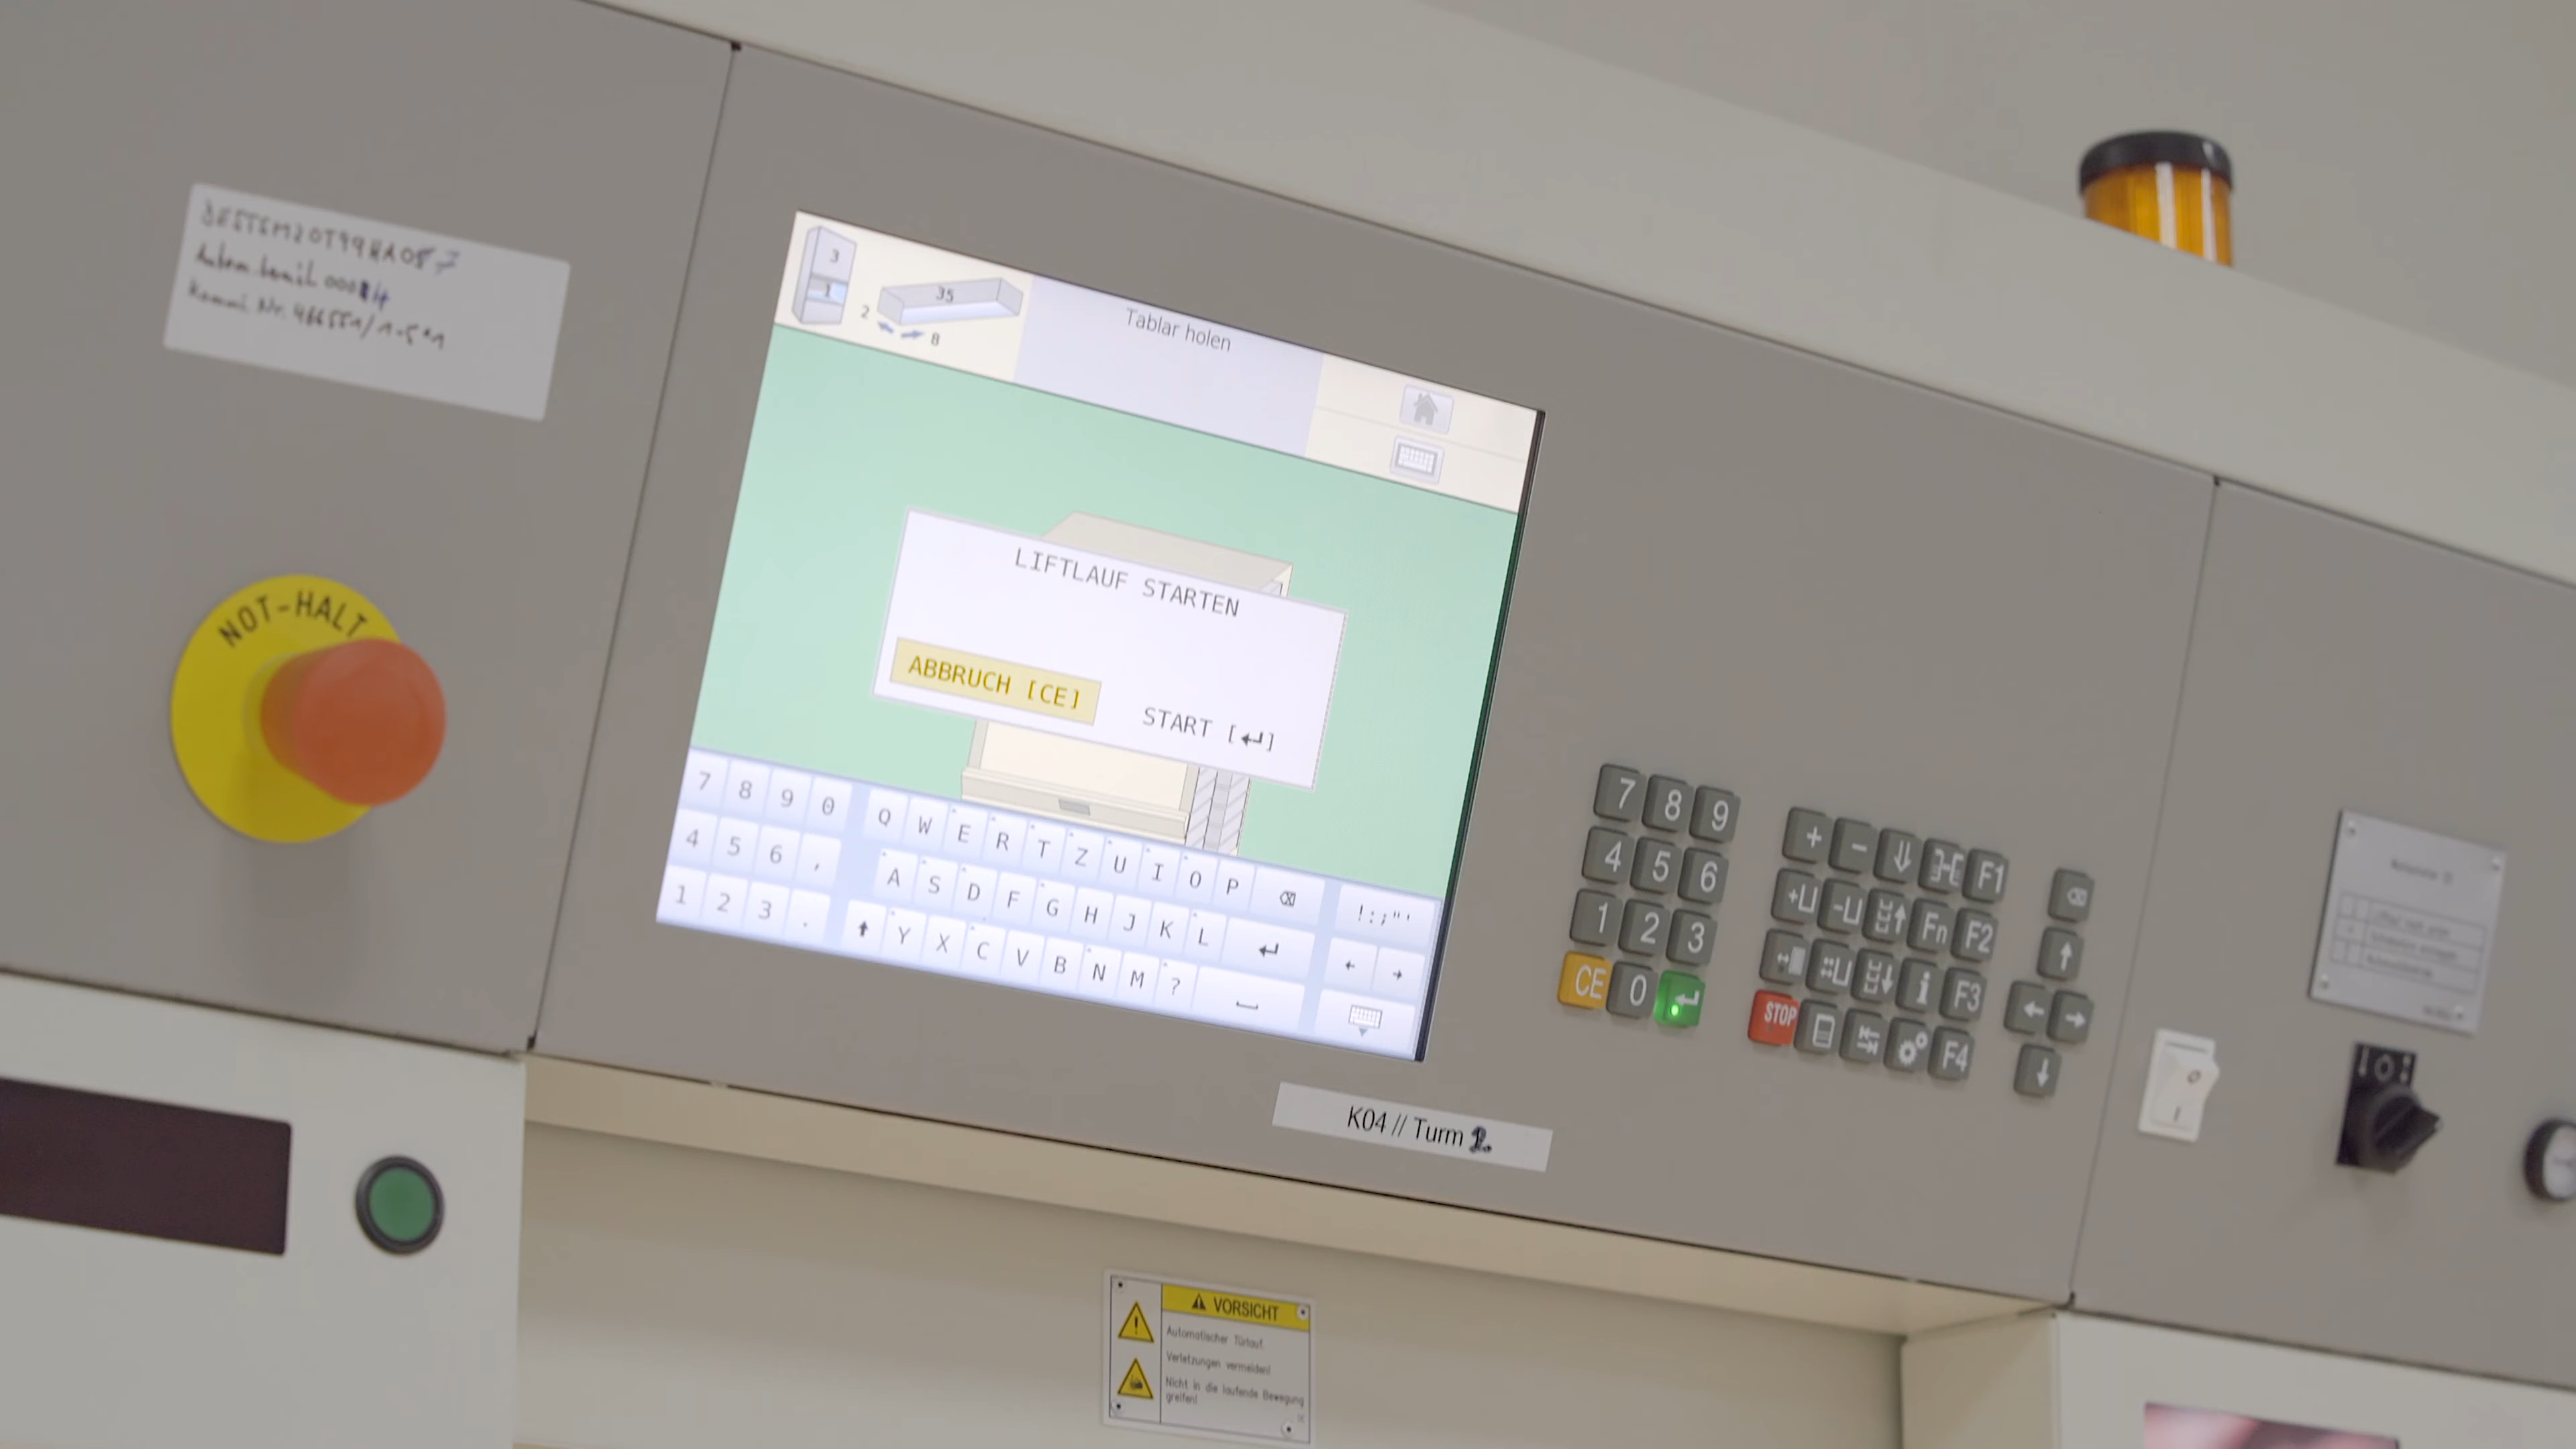 3
1
35
2
8
Tablar holen
NOT-HALT
LIFTLAUF STARTEN
ABBRUCH [CE]
START [↵]
7 8 9 0 Q W E R T Z U I O P !:;"'
4 5 6 , A S D F G H J K L ↵ ← →
1 2 3 . Y X C V B N M ?
7 8 9
4 5 6
1 2 3
CE 0 ↵
+ - F1
Fn F2
i F3
STOP F4
K04 // Turm 2
VORSICHT
Automatischer Türlauf.
Verletzungen vermeiden!
Nicht in die laufende Bewegung
greifen!